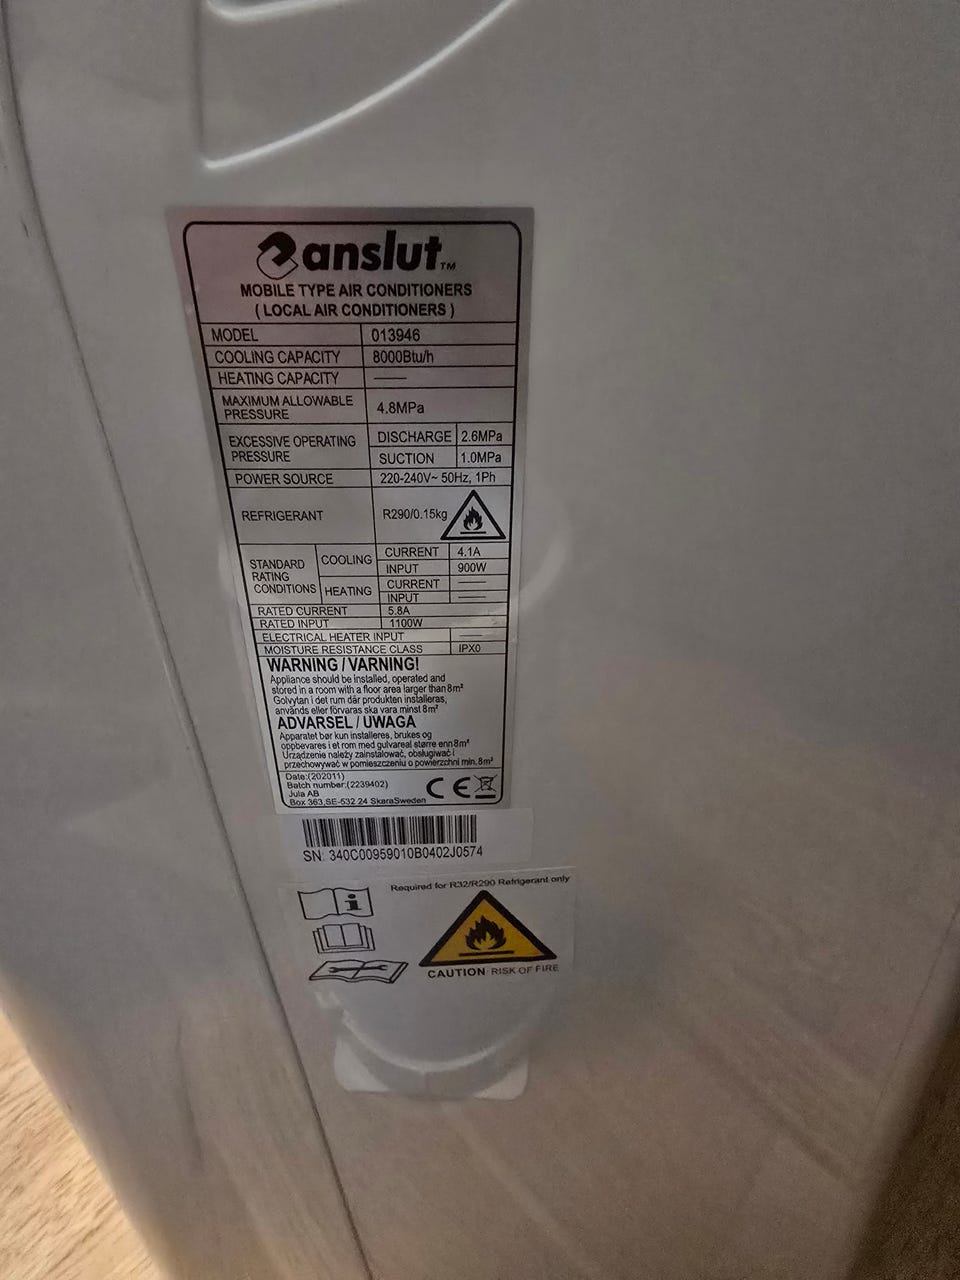 anslut™
MOBILE TYPE AIR CONDITIONERS
( LOCAL AIR CONDITIONERS )
MODEL 013946
COOLING CAPACITY 8000Btu/h
HEATING CAPACITY ——
MAXIMUM ALLOWABLE
PRESSURE 4.8MPa
EXCESSIVE OPERATING
PRESSURE
DISCHARGE 2.6MPa
SUCTION 1.0MPa
POWER SOURCE 220-240V~ 50Hz, 1Ph
REFRIGERANT R290/0.15kg
STANDARD
RATING
CONDITIONS
COOLING
CURRENT 4.1A
INPUT 900W
HEATING
CURRENT ——
INPUT ——
RATED CURRENT 5.8A
RATED INPUT 1100W
ELECTRICAL HEATER INPUT ——
MOISTURE RESISTANCE CLASS IPX0
WARNING / VARNING!
Appliance should be installed, operated and
stored in a room with a floor area larger than 8m²
Golvytan i det rum där produkten installeras,
används eller förvaras ska vara minst 8m²
ADVARSEL / UWAGA
Apparatet bør kun installeres, brukes og
oppbevares i et rom med gulvareal større enn 8m²
Urządzenie należy zainstalować, obsługiwać i
przechowywać w pomieszczeniu o powierzchni min. 8m²
Date:(202011)
Batch number:(2239402)
Jula AB
Box 363,SE-532 24 SkaraSweden
CE
SN: 340C00959010B0402J0574
Required for R32/R290 Refrigerant only
CAUTION RISK OF FIRE